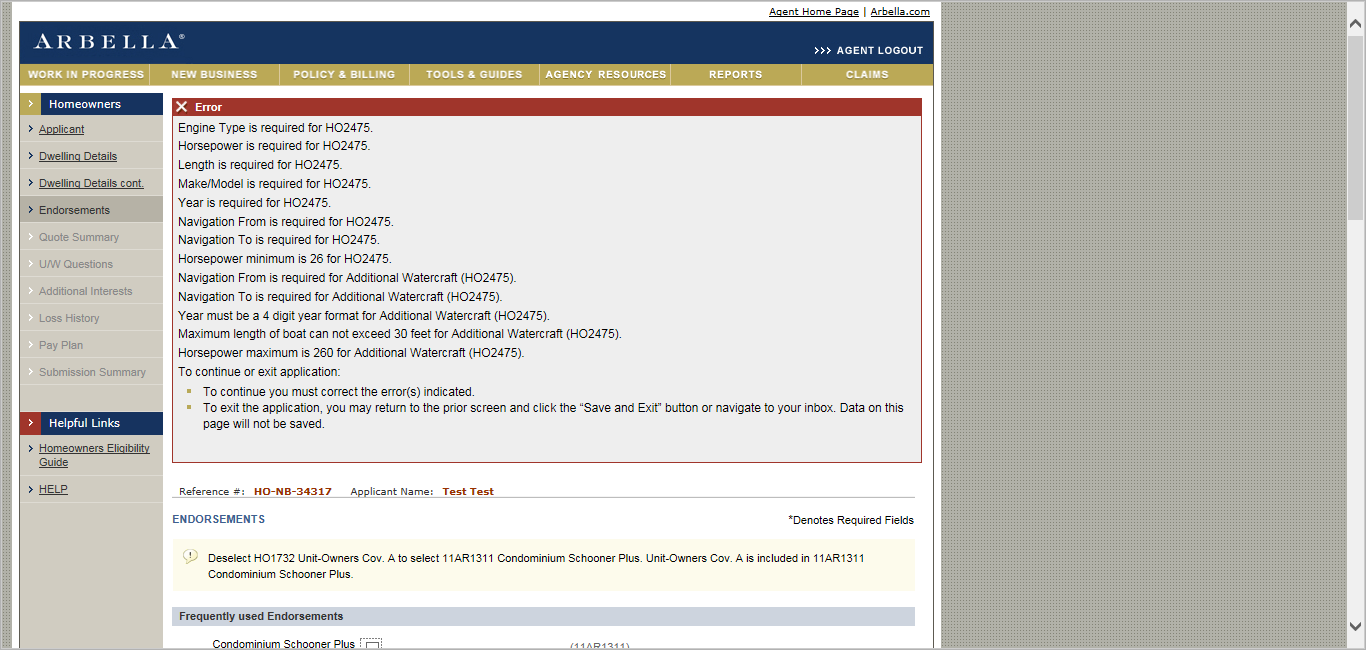 Agent Home Page | Arbella.com
ARBELLA®
>>> AGENT LOGOUT
WORK IN PROGRESS NEW BUSINESS POLICY & BILLING TOOLS & GUIDES AGENCY RESOURCES REPORTS CLAIMS
Homeowners
Applicant
Dwelling Details
Dwelling Details cont.
Endorsements
Quote Summary
U/W Questions
Additional Interests
Loss History
Pay Plan
Submission Summary
Helpful Links
Homeowners Eligibility
Guide
HELP
Error
Engine Type is required for HO2475.
Horsepower is required for HO2475.
Length is required for HO2475.
Make/Model is required for HO2475.
Year is required for HO2475.
Navigation From is required for HO2475.
Navigation To is required for HO2475.
Horsepower minimum is 26 for HO2475.
Navigation From is required for Additional Watercraft (HO2475).
Navigation To is required for Additional Watercraft (HO2475).
Year must be a 4 digit year format for Additional Watercraft (HO2475).
Maximum length of boat can not exceed 30 feet for Additional Watercraft (HO2475).
Horsepower maximum is 260 for Additional Watercraft (HO2475).
To continue or exit application:
To continue you must correct the error(s) indicated.
To exit the application, you may return to the prior screen and click the “Save and Exit” button or navigate to your inbox. Data on this
page will not be saved.
Reference #: HO-NB-34317 Applicant Name: Test Test
ENDORSEMENTS
*Denotes Required Fields
Deselect HO1732 Unit-Owners Cov. A to select 11AR1311 Condominium Schooner Plus. Unit-Owners Cov. A is included in 11AR1311
Condominium Schooner Plus.
Frequently used Endorsements
Condominium Schooner Plus (11AR1311)